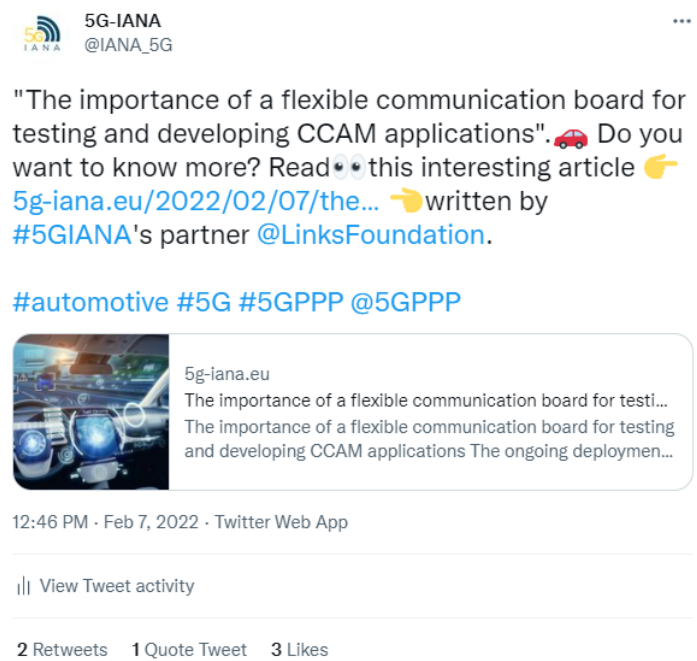 5G-IANA
5G
IANA
@IANA_5G
"The importance of a flexible communication board for
testing and developing CCAM applications".🚗 Do you
want to know more? Read👀this interesting article 👉
5g-iana.eu/2022/02/07/the... 👈written by
#5GIANA's partner @LinksFoundation.
#automotive #5G #5GPPP @5GPPP
5g-iana.eu
The importance of a flexible communication board for testi...
The importance of a flexible communication board for testing
and developing CCAM applications The ongoing deploymen...
12:46 PM · Feb 7, 2022 · Twitter Web App
View Tweet activity
2 Retweets 1 Quote Tweet 3 Likes